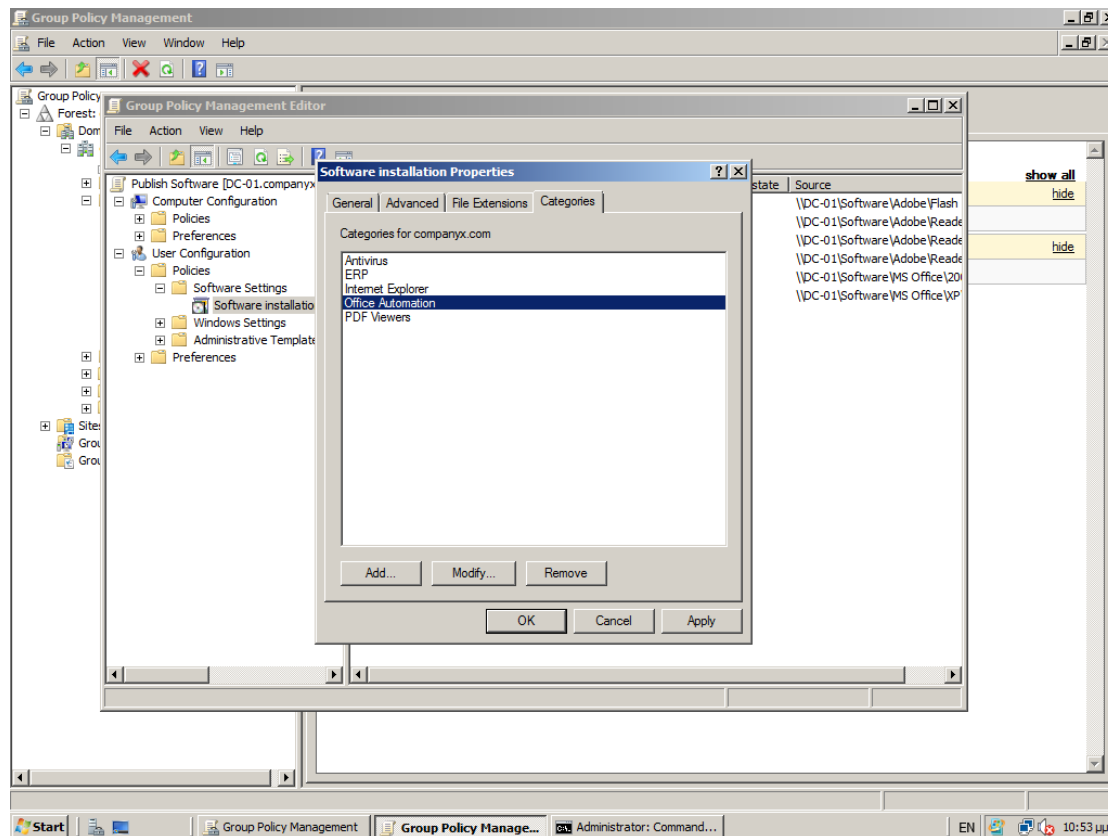 Group Policy Management
File Action View Window Help
Group Policy
Forest:
Dom
Sites
Grou
Grou
show all
hide
hide
Group Policy Management Editor
File Action View Help
Publish Software [DC-01.companyx
Computer Configuration
Policies
Preferences
User Configuration
Policies
Software Settings
Software installatio
Windows Settings
Administrative Template
Preferences
state Source
\\DC-01\Software\Adobe\Flash
\\DC-01\Software\Adobe\Reade
\\DC-01\Software\Adobe\Reade
\\DC-01\Software\Adobe\Reade
\\DC-01\Software\MS Office\20
\\DC-01\Software\MS Office\XP
Software installation Properties
General Advanced File Extensions Categories
Categories for companyx.com
Antivirus
ERP
Internet Explorer
Office Automation
PDF Viewers
Add... Modify... Remove
OK Cancel Apply
Start Group Policy Management Group Policy Manage... Administrator: Command... EN 10:53 μμ